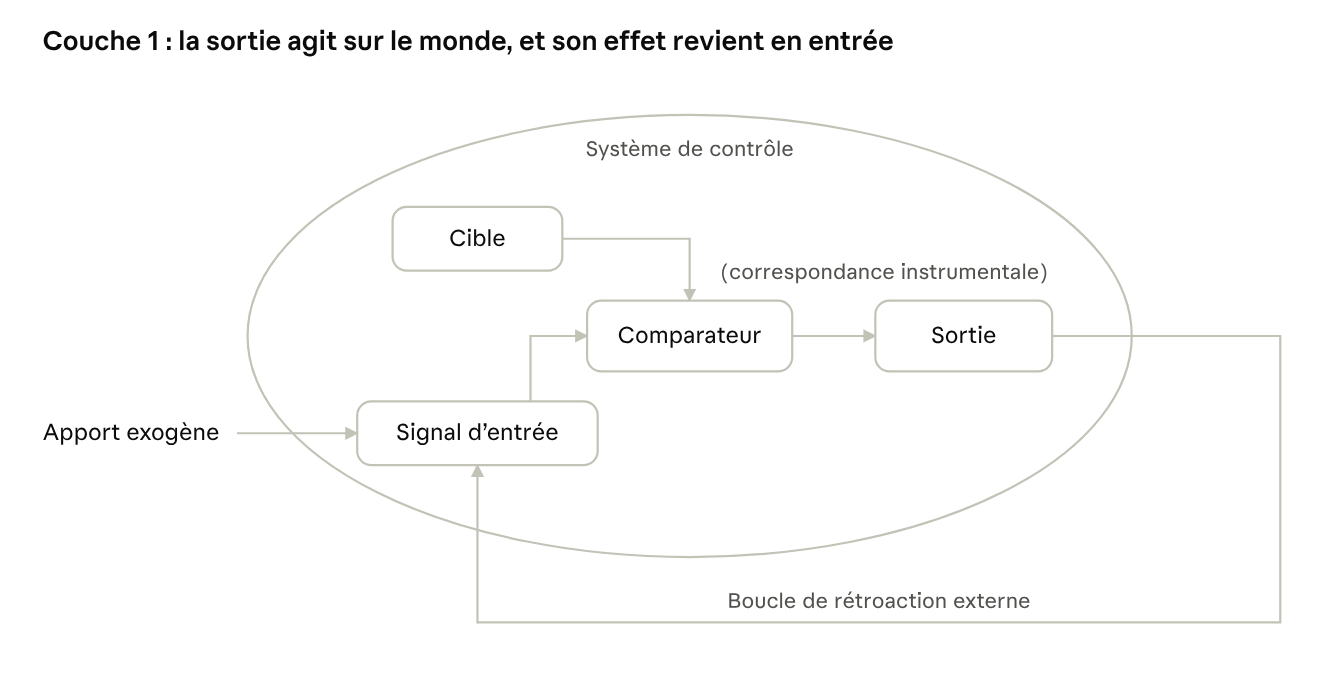 Couche 1 : la sortie agit sur le monde, et son effet revient en entrée
Système de contrôle
Cible
(correspondance instrumentale)
Comparateur
Sortie
Apport exogène
Signal d’entrée
Boucle de rétroaction externe